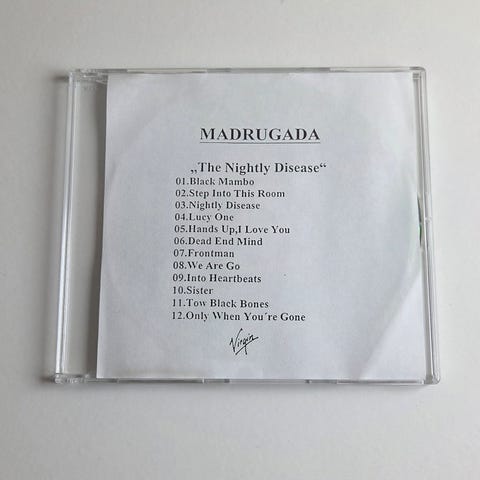 MADRUGADA
„The Nightly Disease“
01.Black Mambo
02.Step Into This Room
03.Nightly Disease
04.Lucy One
05.Hands Up,I Love You
06.Dead End Mind
07.Frontman
08.We Are Go
09.Into Heartbeats
10.Sister
11.Tow Black Bones
12.Only When You´re Gone
Virgin